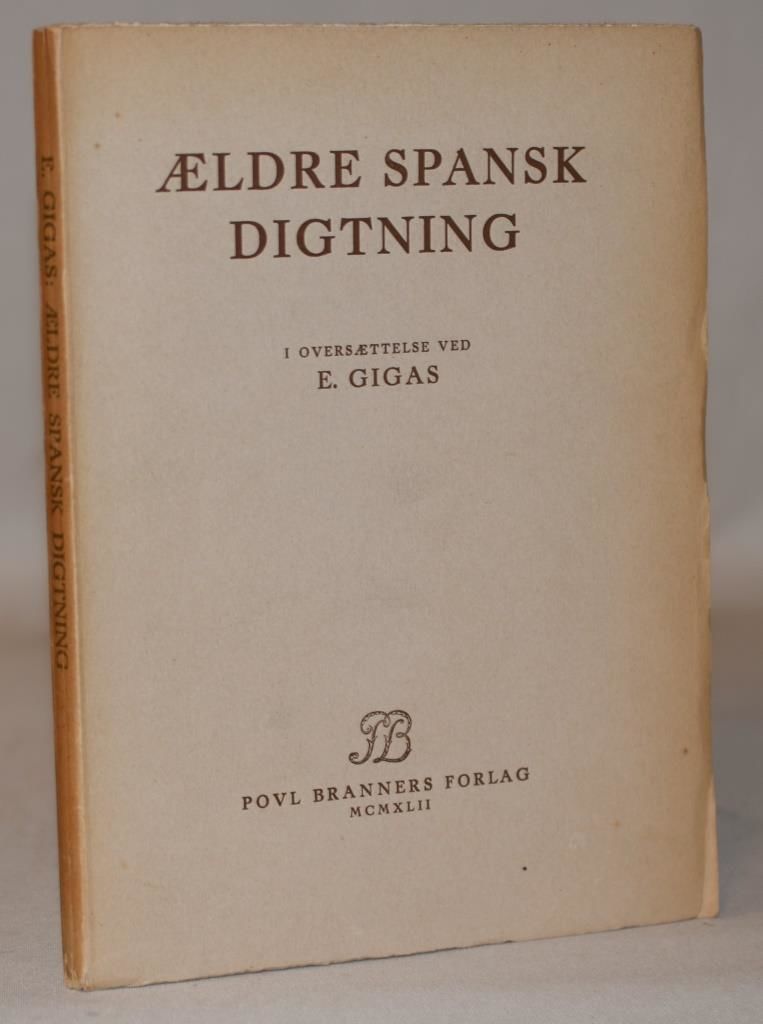 ÆLDRE SPANSK
DIGTNING
I OVERSÆTTELSE VED
E. GIGAS
PB
POVL BRANNERS FORLAG
MCMXLII
E. GIGAS: ÆLDRE SPANSK DIGTNING